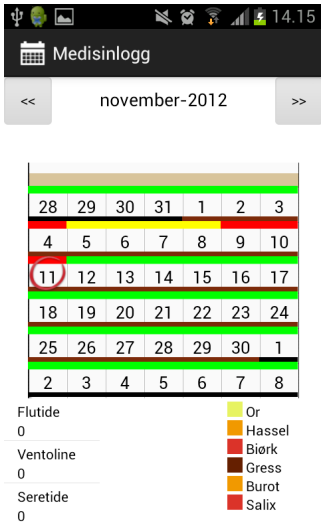 14.15
Medisinlogg
<< november-2012 >>
28 29 30 31 1 2 3
4 5 6 7 8 9 10
11 12 13 14 15 16 17
18 19 20 21 22 23 24
25 26 27 28 29 30 1
2 3 4 5 6 7 8
Flutide
0
Ventoline
0
Seretide
0
Or
Hassel
Biørk
Gress
Burot
Salix